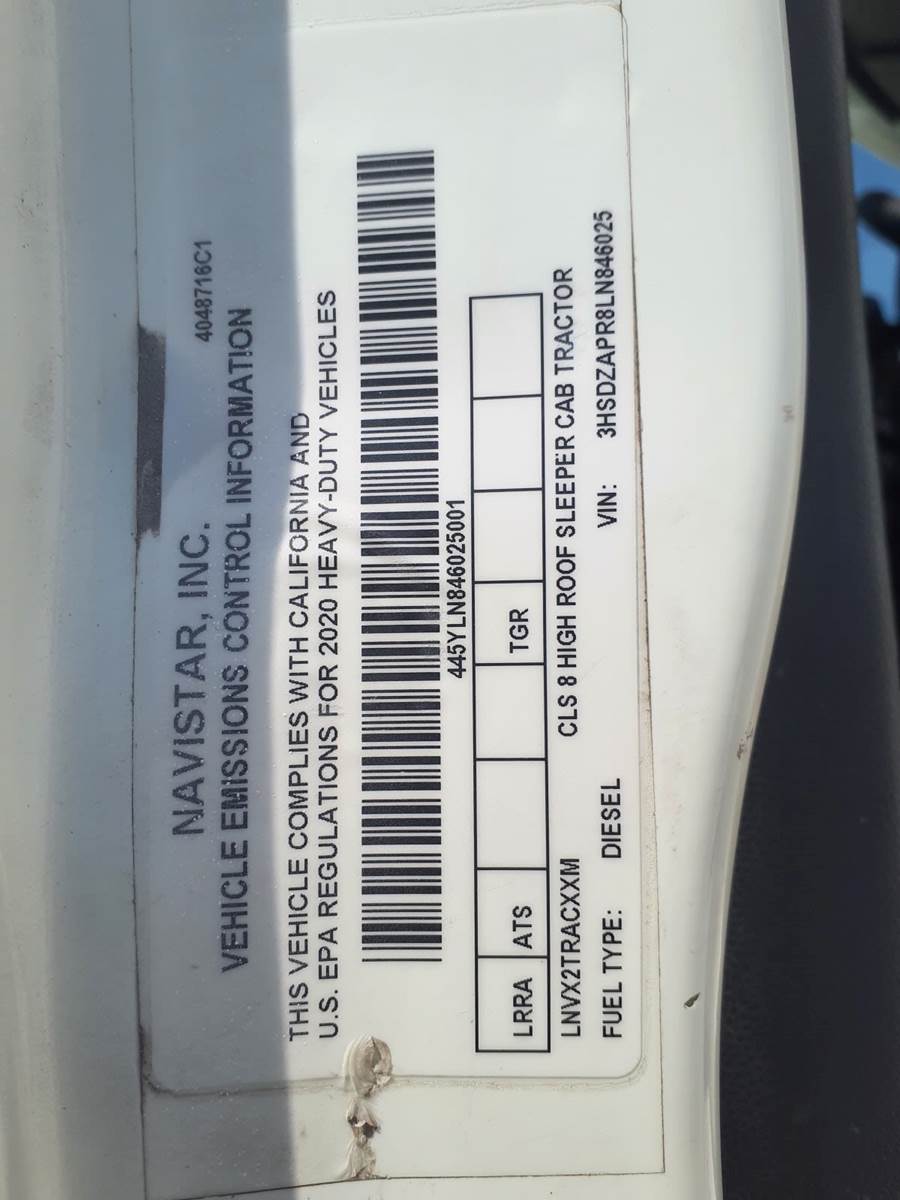 4048716C1
NAVISTAR, INC.
VEHICLE EMISSIONS CONTROL INFORMATION
THIS VEHICLE COMPLIES WITH CALIFORNIA AND
U.S. EPA REGULATIONS FOR 2020 HEAVY-DUTY VEHICLES
445YLN846025001
LRRA ATS TGR
LNVX2TRACXXM CLS 8 HIGH ROOF SLEEPER CAB TRACTOR
FUEL TYPE: DIESEL VIN: 3HSDZAPR8LN846025